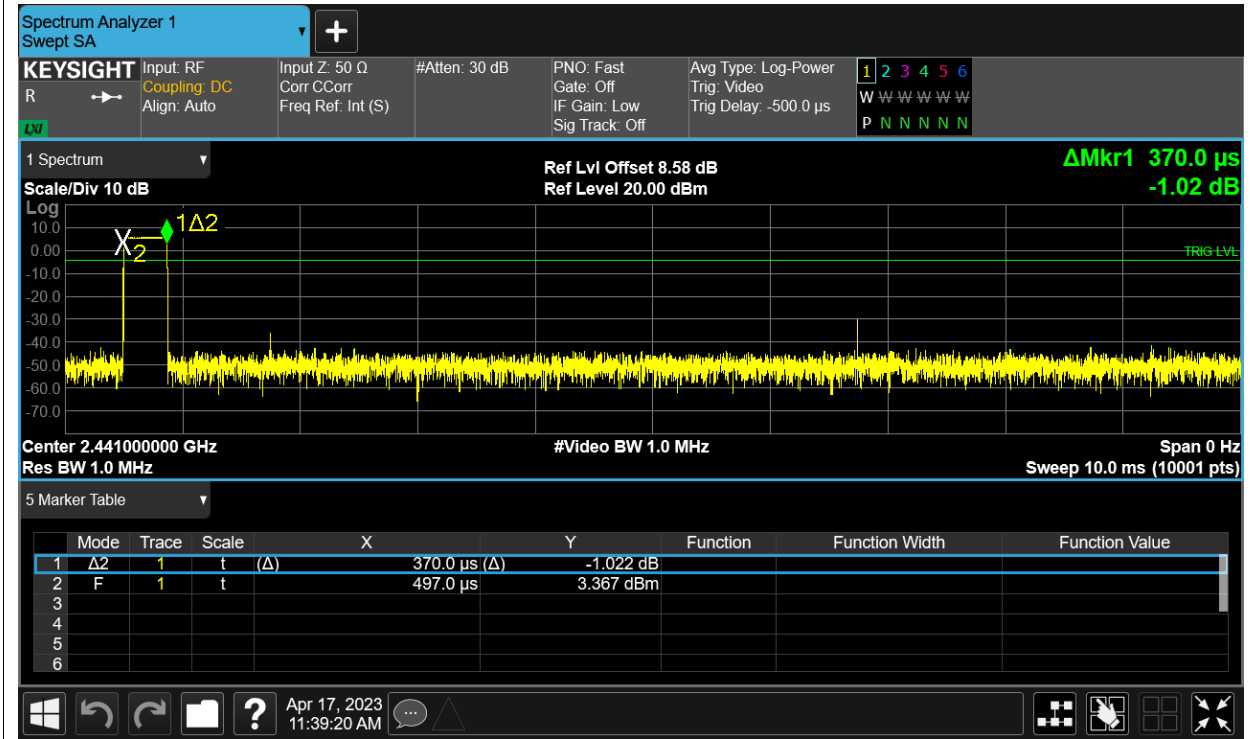 Spectrum Analyzer 1
Swept SA
KEYSIGHT
R
LXI
Input: RF
Coupling: DC
Align: Auto
Input Z: 50 Ω
Corr CCorr
Freq Ref: Int (S)
#Atten: 30 dB
PNO: Fast
Gate: Off
IF Gain: Low
Sig Track: Off
Avg Type: Log-Power
Trig: Video
Trig Delay: -500.0 µs
1 2 3 4 5 6
W W W W W W
P N N N N N
1 Spectrum
Scale/Div 10 dB
Ref Lvl Offset 8.58 dB
Ref Level 20.00 dBm
ΔMkr1 370.0 µs
-1.02 dB
Log
10.0
0.00
-10.0
-20.0
-30.0
-40.0
-50.0
-60.0
-70.0
X2
1Δ2
TRIG LVL
Center 2.441000000 GHz
Res BW 1.0 MHz
#Video BW 1.0 MHz
Span 0 Hz
Sweep 10.0 ms (10001 pts)
5 Marker Table
Mode Trace Scale X Y Function Function Width Function Value
1 Δ2 1 t (Δ) 370.0 µs (Δ) -1.022 dB
2 F 1 t 497.0 µs 3.367 dBm
3
4
5
6
?
Apr 17, 2023
11:39:20 AM